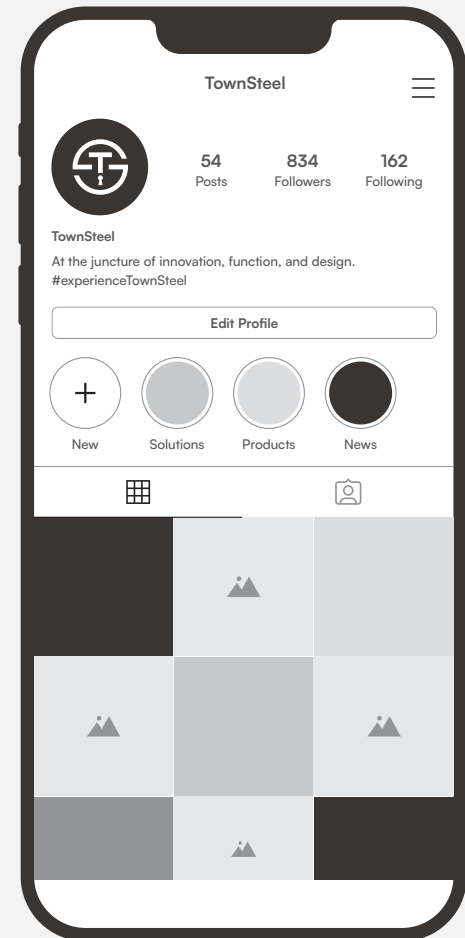 TownSteel
54 834 162
Posts Followers Following
TownSteel
At the juncture of innovation, function, and design.
#experienceTownSteel
Edit Profile
New Solutions Products News